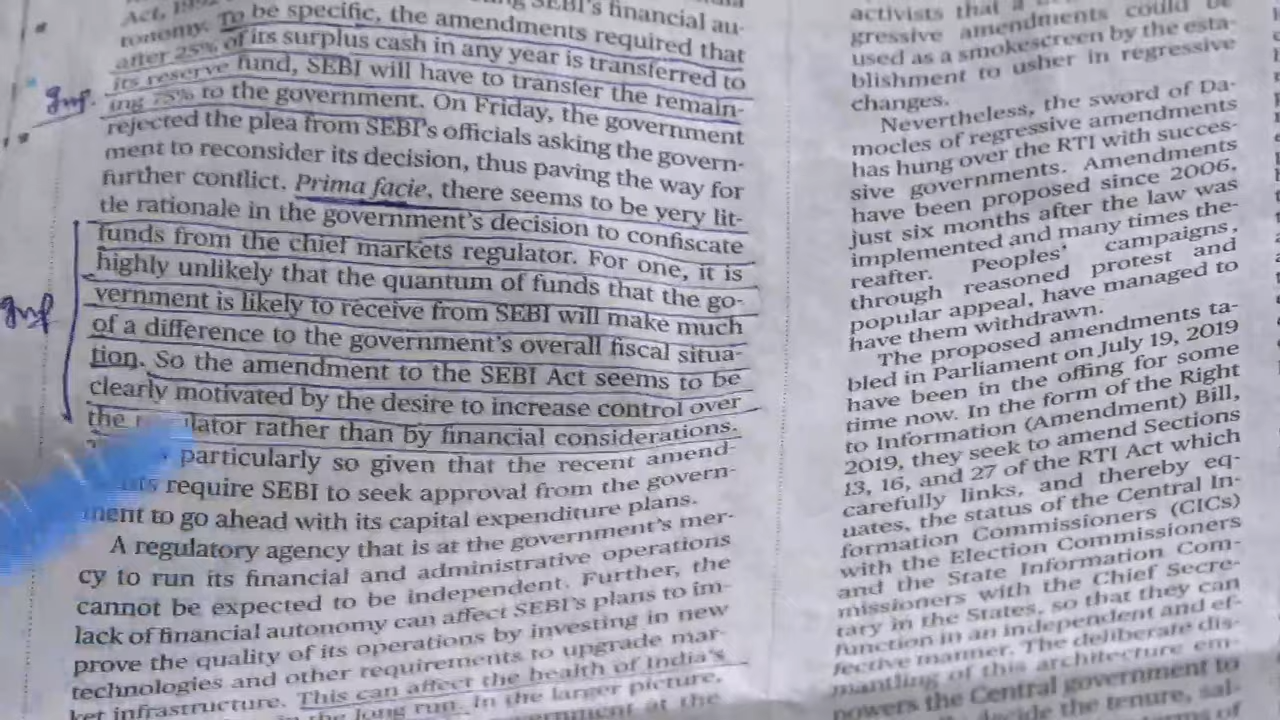 SEBI's financial au-
Act,
tonomy. To be specific, the amendments required that
after 25% of its surplus cash in any year is transferred to
its reserve fund, SEBI will have to transfer the remain-
ing 75% to the government. On Friday, the government
rejected the plea from SEBI's officials asking the govern-
ment to reconsider its decision, thus paving the way for
further conflict. Prima facie, there seems to be very lit-
tle rationale in the government's decision to confiscate
funds from the chief markets regulator. For one, it is
highly unlikely that the quantum of funds that the go-
vernment is likely to receive from SEBI will make much
of a difference to the government's overall fiscal situa-
tion. So the amendment to the SEBI Act seems to be
clearly motivated by the desire to increase control over
the lator rather than by financial considerations.
particularly so given that the recent amend-
nts require SEBI to seek approval from the govern-
ment to go ahead with its capital expenditure plans.
A regulatory agency that is at the government's mer-
cy to run its financial and administrative operations
cannot be expected to be independent. Further, the
lack of financial autonomy can affect SEBI's plans to im-
prove the quality of its operations by investing in new
technologies and other requirements to upgrade mar-
ket infrastructure. This can affect the health of India's
the long run. In the larger picture,
at the
activists that a
gressive amendments could be
used as a smokescreen by the esta-
blishment to usher in regressive
changes.
Nevertheless, the sword of Da-
mocles of regressive amendments
has hung over the RTI with succes-
sive governments. Amendments
have been proposed since 2006,
just six months after the law was
implemented and many times the-
reafter. Peoples' campaigns,
through reasoned protest and
popular appeal, have managed to
have them withdrawn.
The proposed amendments ta-
bled in Parliament on July 19, 2019
have been in the offing for some
time now. In the form of the Right
to Information (Amendment) Bill,
2019, they seek to amend Sections
13, 16, and 27 of the RTI Act which
carefully links, and thereby eq-
uates, the status of the Central In-
formation Commissioners (CICs)
with the Election Commissioners
and the State Information Com-
missioners with the Chief Secre-
tary in the States, so that they can
function in an independent and ef-
fective manner. The deliberate dis-
mantling of this architecture em-
powers the Central government to
decide the tenure, sal-